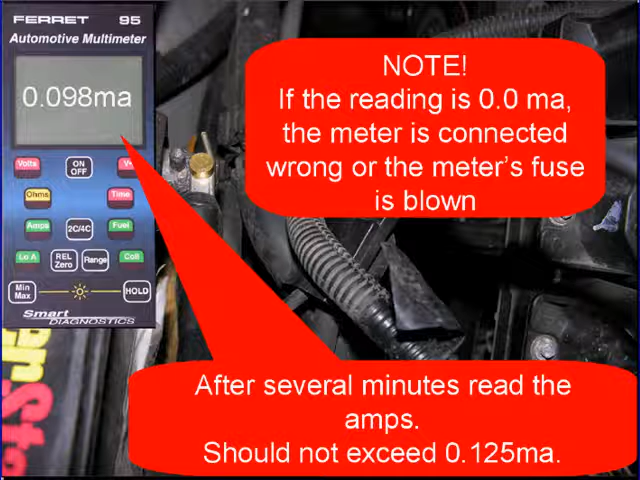 FERRET 95
Automotive Multimeter
0.098ma
Volts ON OFF
Ohms Time
Amps 2C/4C Fuel
Lo A REL Zero Range Coil
Min Max HOLD
Smart
DIAGNOSTICS
NOTE!
If the reading is 0.0 ma,
the meter is connected
wrong or the meter's fuse
is blown
After several minutes read the
amps.
Should not exceed 0.125ma.